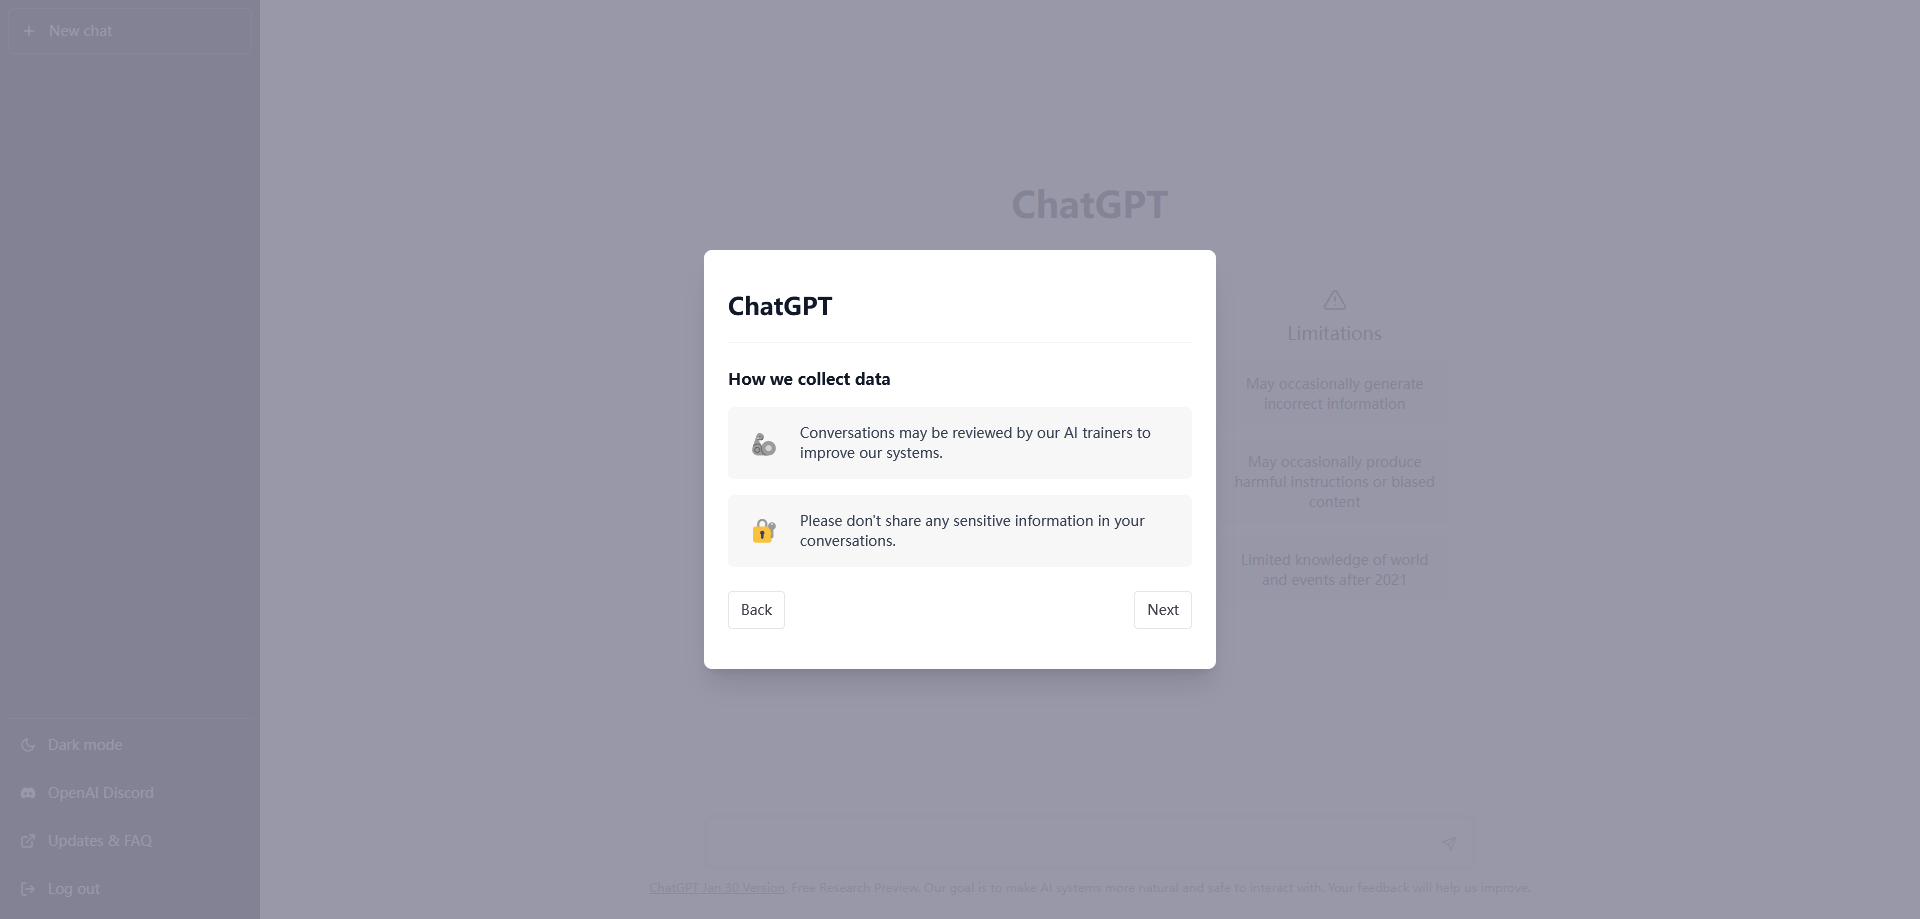 New chat
ChatGPT
ChatGPT
How we collect data
Conversations may be reviewed by our AI trainers to
improve our systems.
Please don't share any sensitive information in your
conversations.
Back
Next
Limitations
May occasionally generate
incorrect information
May occasionally produce
harmful instructions or biased
content
Limited knowledge of world
and events after 2021
Dark mode
OpenAI Discord
Updates & FAQ
Log out
ChatGPT Jan 30 Version. Free Research Preview. Our goal is to make AI systems more natural and safe to interact with. Your feedback will help us improve.